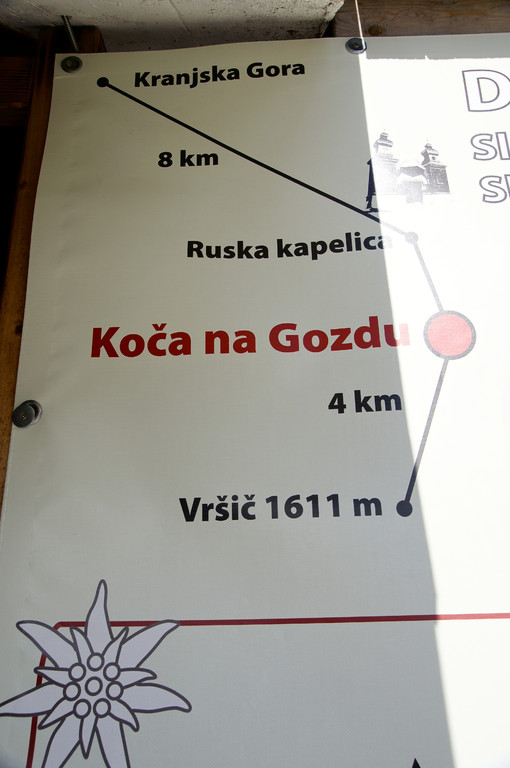 Kranjska Gora
8 km
Ruska kapelica
Koča na Gozdu
4 km
Vršič 1611 m